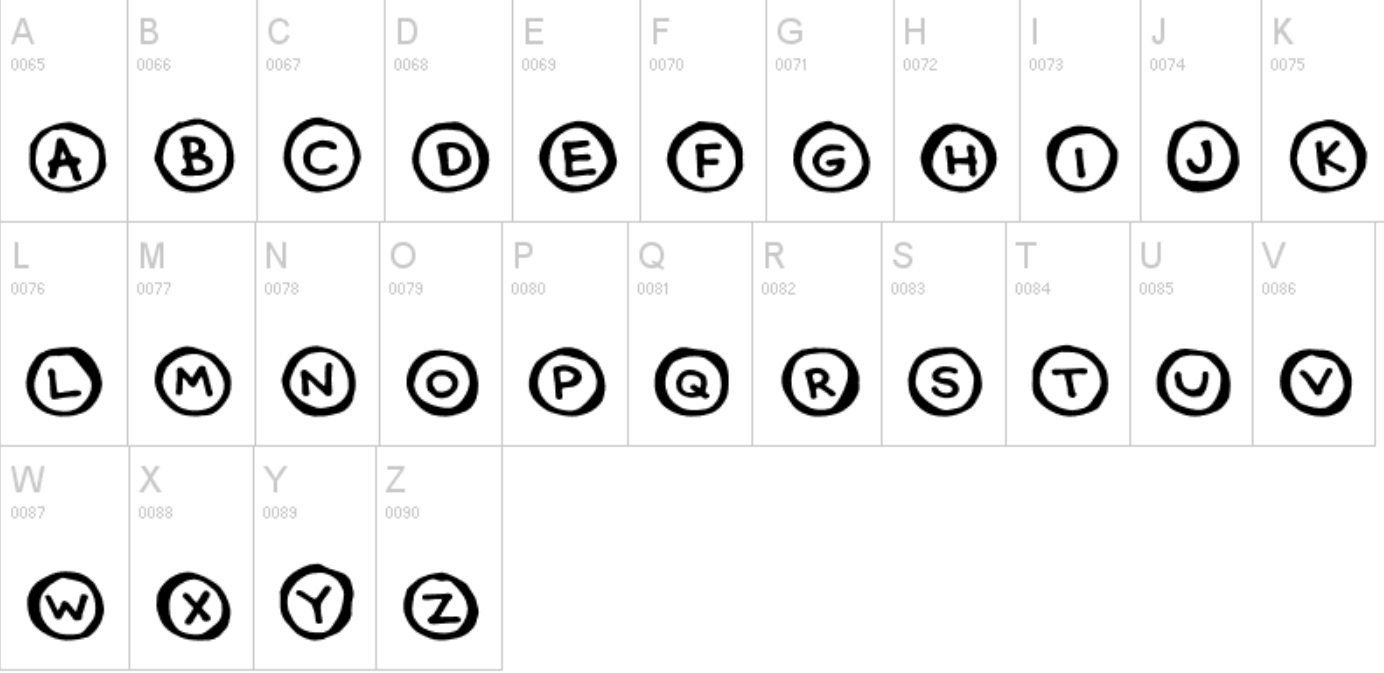 A B C D E F G H I J K
0065 0066 0067 0068 0069 0070 0071 0072 0073 0074 0075
A B C D E F G H I J K
L M N O P Q R S T U V
0076 0077 0078 0079 0080 0081 0082 0083 0084 0085 0086
L M N O P Q R S T U V
W X Y Z
0087 0088 0089 0090
W X Y Z